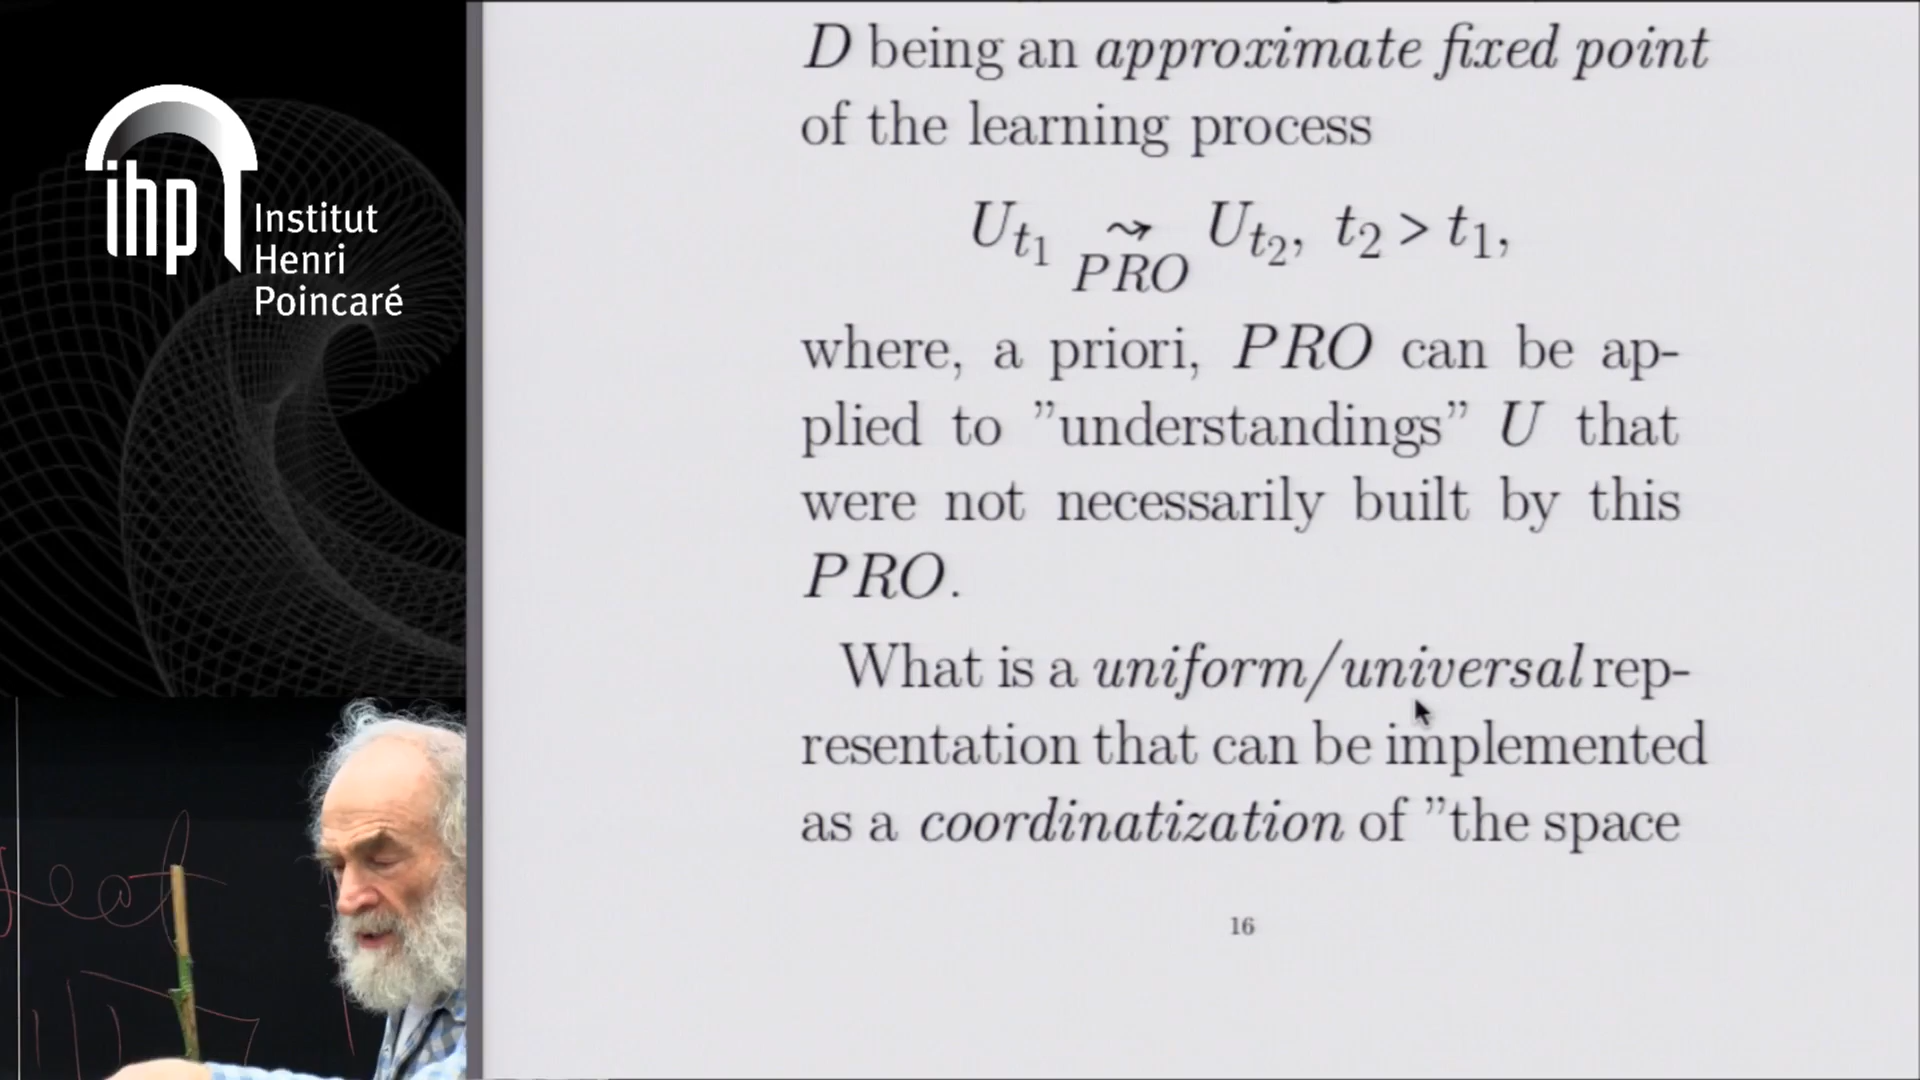 ihp
Institut
Henri
Poincaré
D being an approximate fixed point
of the learning process
U_{t_1} ⇝ U_{t_2}, t_2 > t_1,
PRO
where, a priori, PRO can be ap-
plied to ”understandings” U that
were not necessarily built by this
PRO.
What is a uniform/universal rep-
resentation that can be implemented
as a coordinatization of ”the space
16